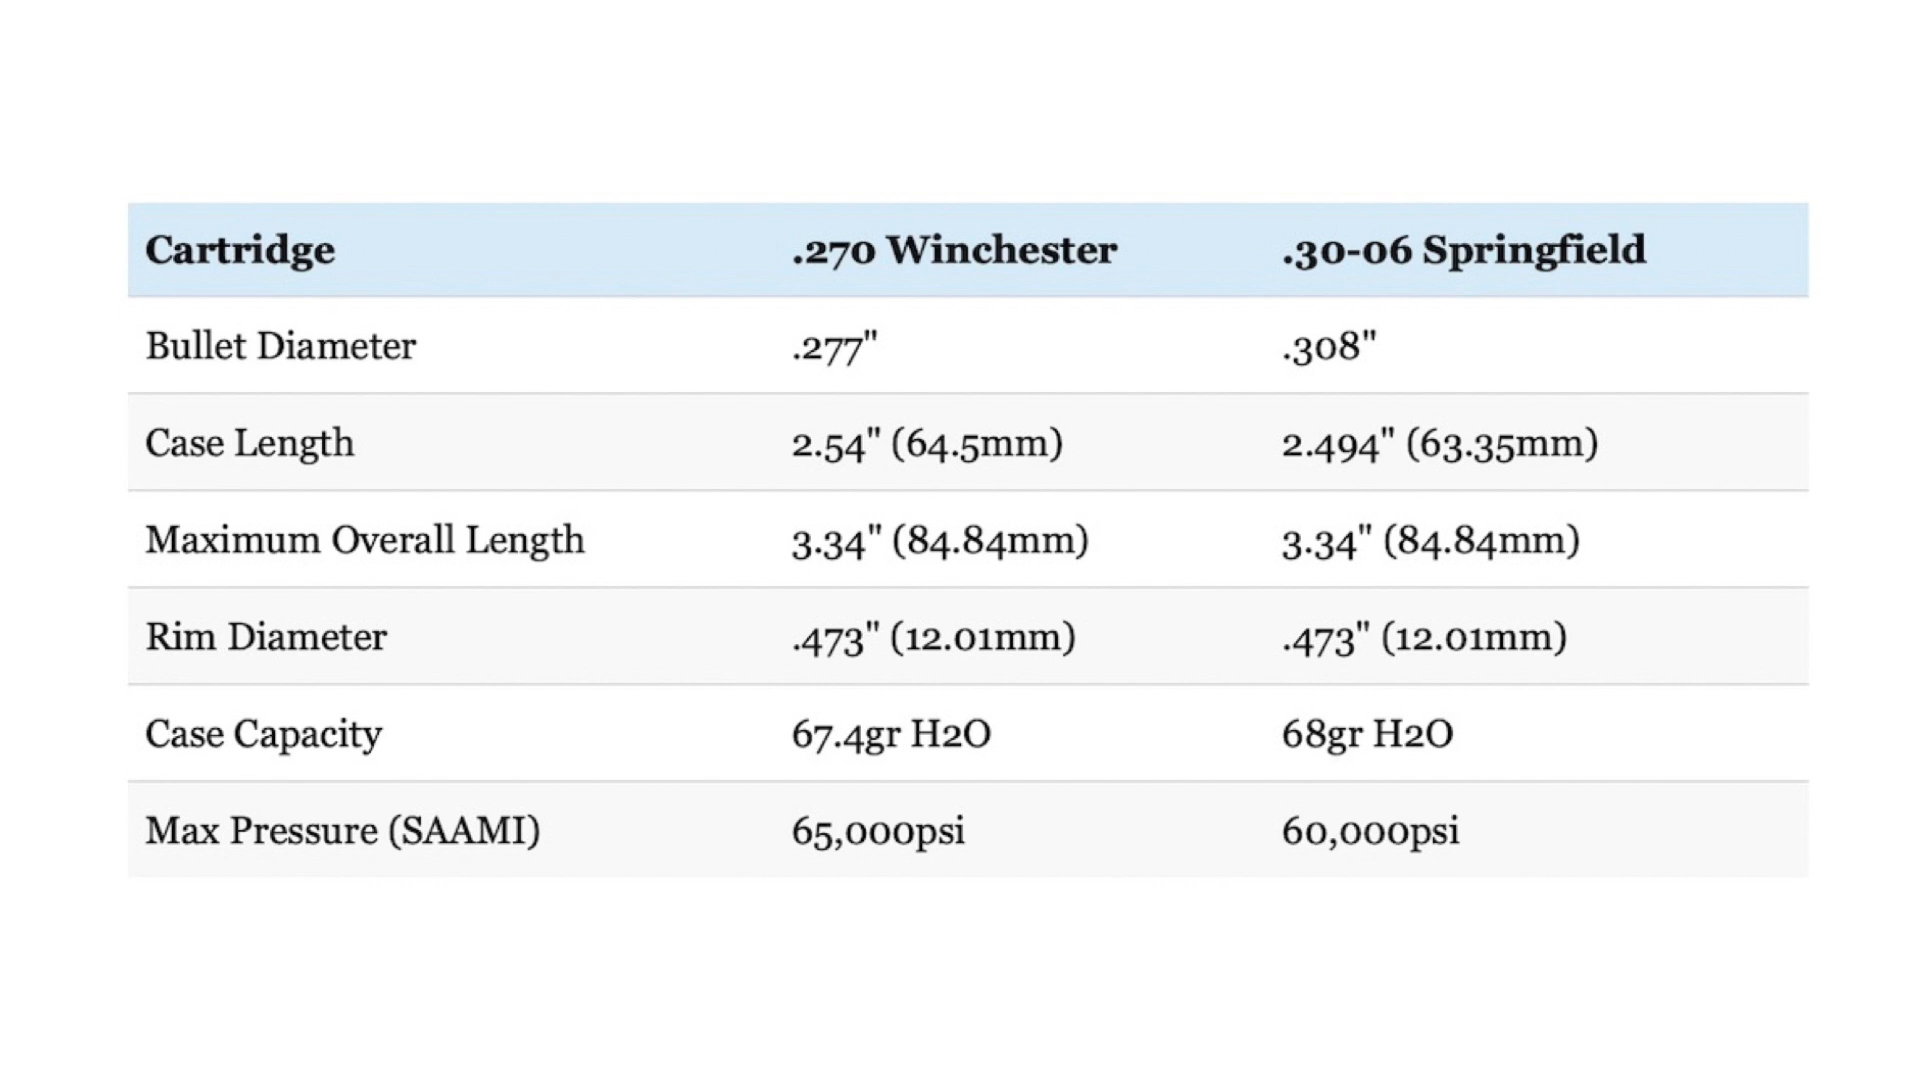 Cartridge .270 Winchester .30-06 Springfield
Bullet Diameter .277" .308"
Case Length 2.54" (64.5mm) 2.494" (63.35mm)
Maximum Overall Length 3.34" (84.84mm) 3.34" (84.84mm)
Rim Diameter .473" (12.01mm) .473" (12.01mm)
Case Capacity 67.4gr H2O 68gr H2O
Max Pressure (SAAMI) 65,000psi 60,000psi